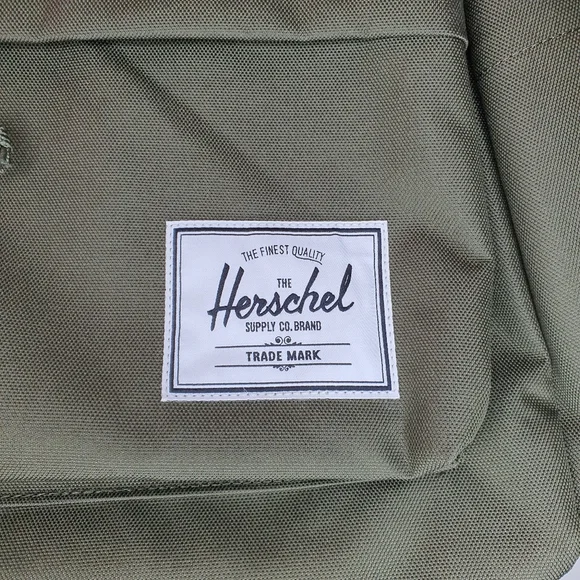 THE FINEST QUALITY
THE
Herschel
SUPPLY CO. BRAND
TRADE MARK